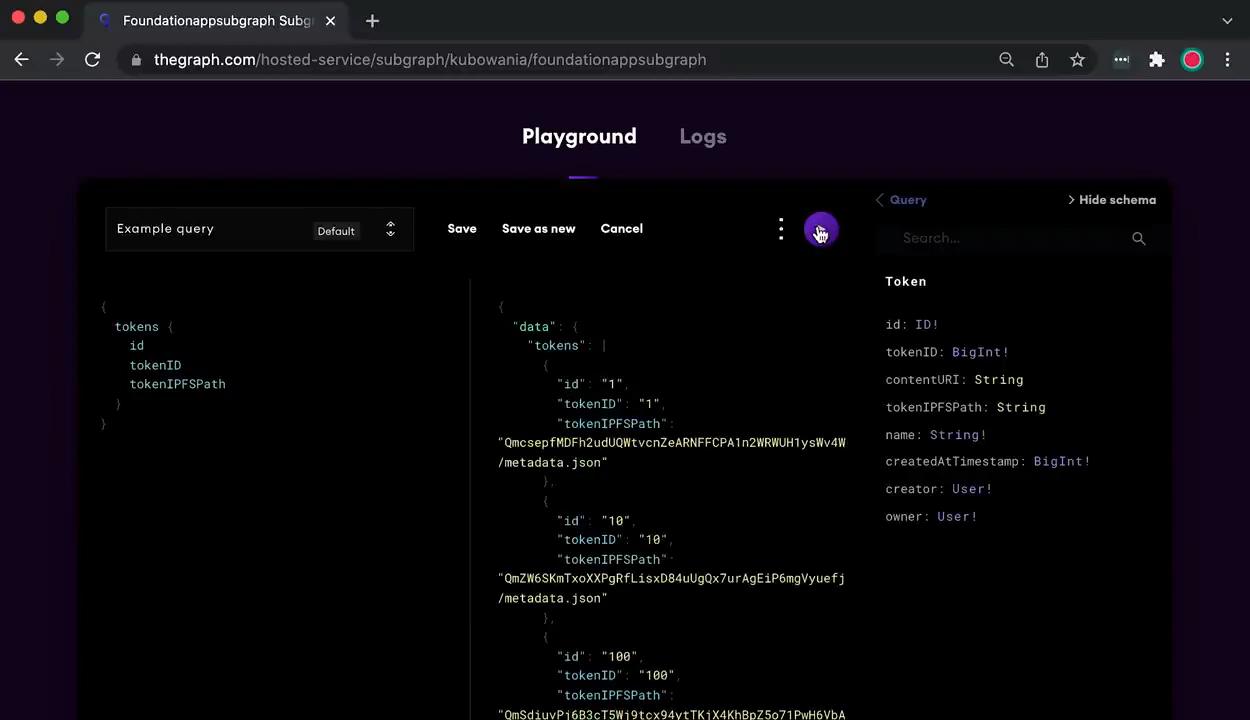 Foundationappsubgraph Subg
thegraph.com/hosted-service/subgraph/kubowania/foundationappsubgraph
Playground
Logs
Example query
Default
Save
Save as new
Cancel
{
tokens {
id
tokenID
tokenIPFSPath
}
}
{
"data": {
"tokens": [
{
"id": "1",
"tokenID": "1",
"tokenIPFSPath":
"QmcsepfMDFh2udUQWtvcnZeARNFFCPA1n2WRWUH1ysWv4W
/metadata.json"
},
{
"id": "10",
"tokenID": "10",
"tokenIPFSPath":
"QmZW6SKmTxoXXPgRfLisxD84uUgQx7urAgEiP6mgVyuefj
/metadata.json"
},
{
"id": "100",
"tokenID": "100",
"tokenIPFSPath":
"QmSdiuvPj6B3cT5Wj9tcx94ytTKjX4KhBpZ5o71PwH6VbA
Query
Hide schema
Search...
Token
id: ID!
tokenID: BigInt!
contentURI: String
tokenIPFSPath: String
name: String!
createdAtTimestamp: BigInt!
creator: User!
owner: User!